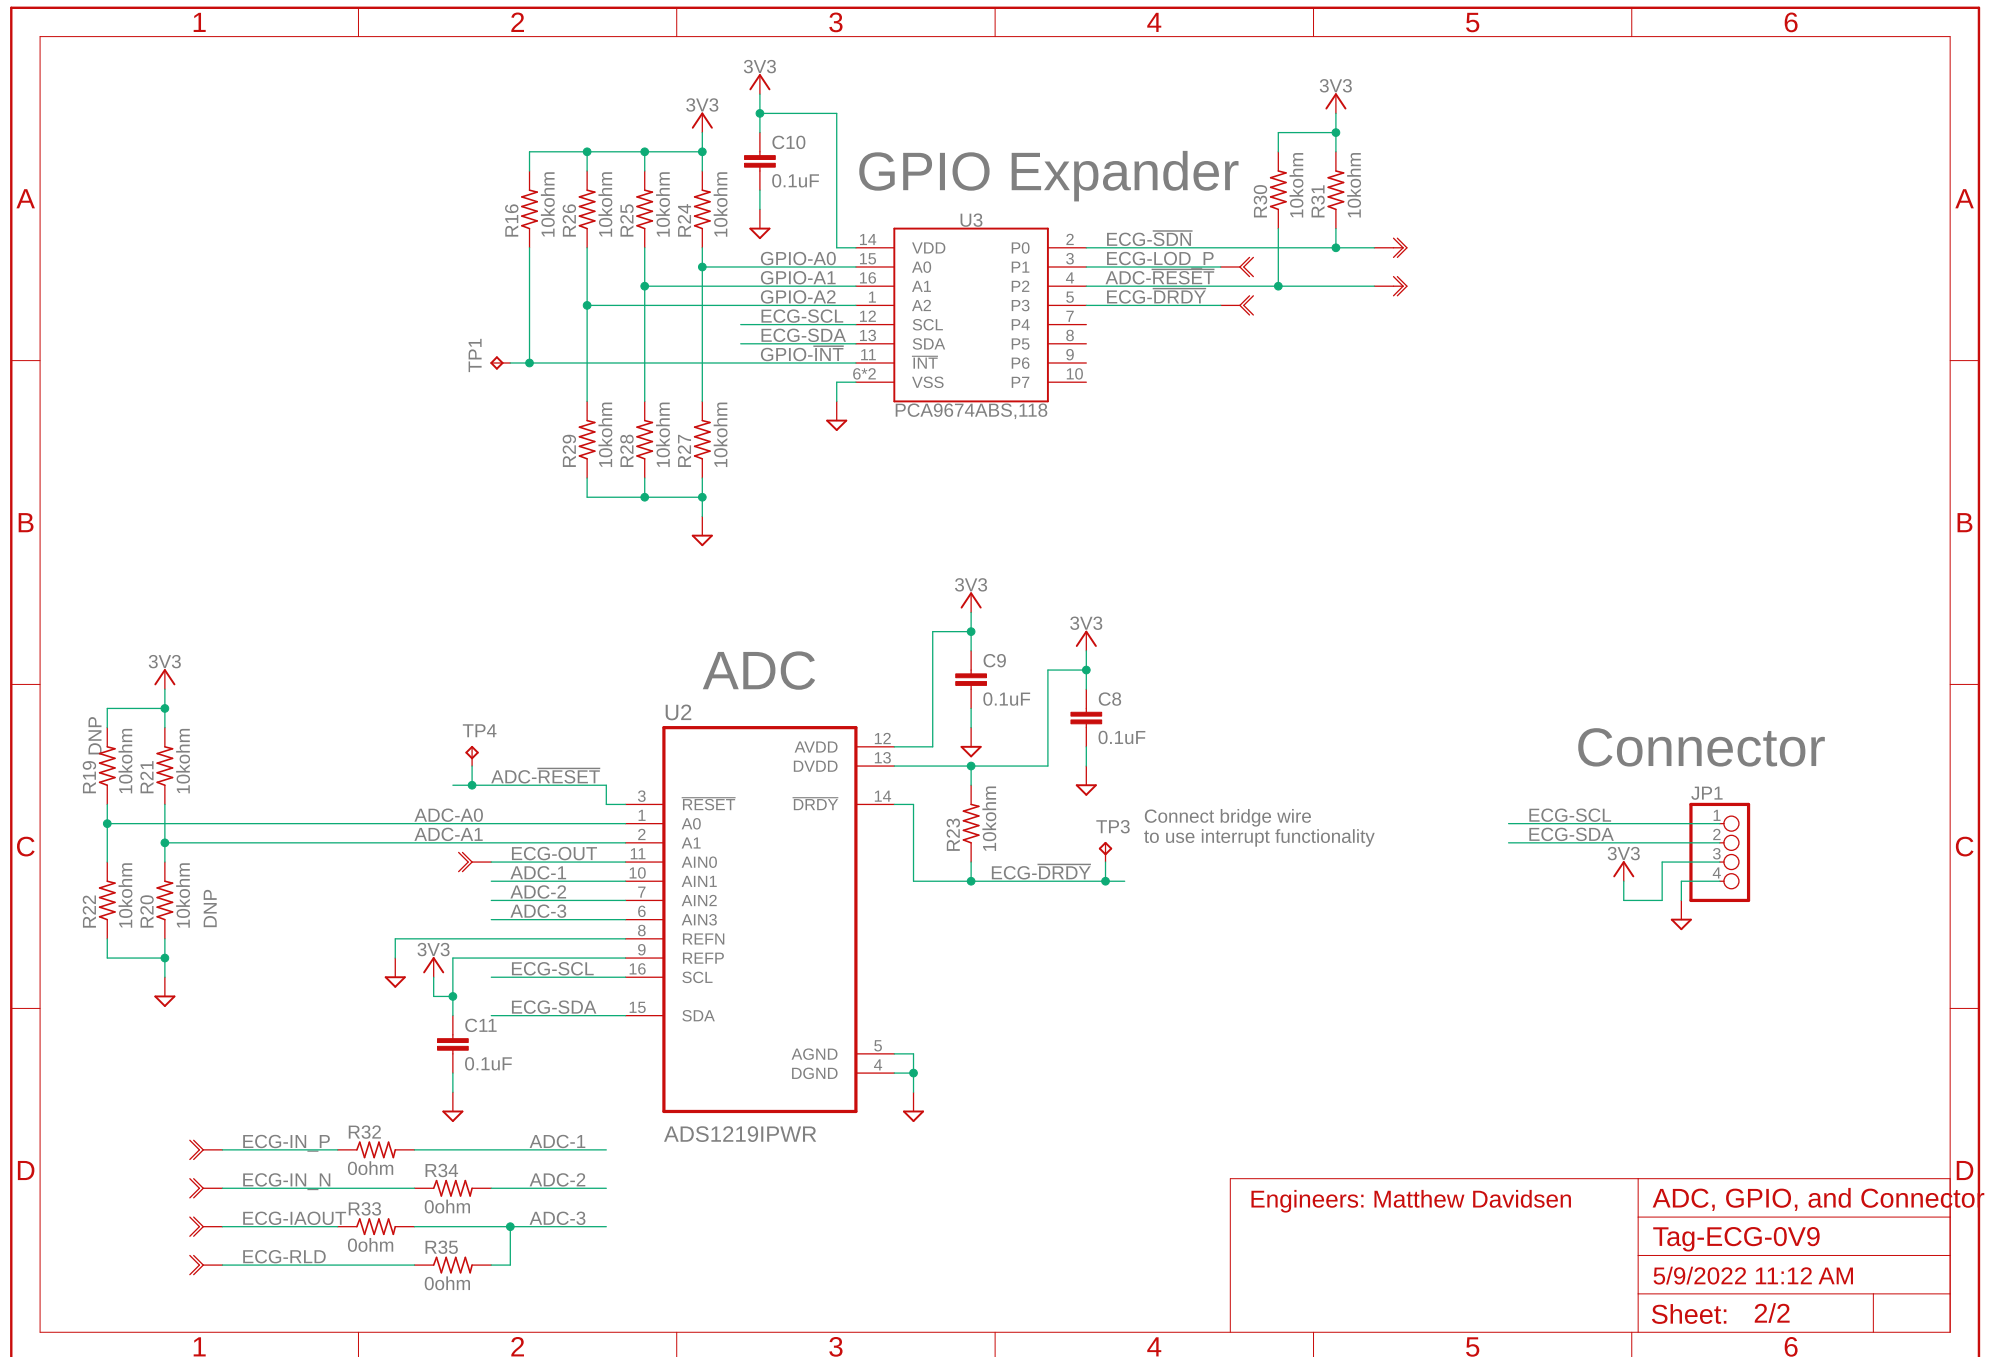 1 2 3 4 5 6
A A
B B
C C
D D
3V3
3V3
3V3
C10
0.1uF
GPIO Expander
R16 10kohm
R26 10kohm
R25 10kohm
R24 10kohm
R30 10kohm
R31 10kohm
U3
14 VDD P0 2 ECG-SDN
GPIO-A0 15 A0 P1 3 ECG-LOD_P
GPIO-A1 16 A1 P2 4 ADC-RESET
GPIO-A2 1 A2 P3 5 ECG-DRDY
ECG-SCL 12 SCL P4 7
ECG-SDA 13 SDA P5 8
GPIO-INT 11 INT P6 9
6*2 VSS P7 10
TP1
PCA9674ABS,118
R29 10kohm
R28 10kohm
R27 10kohm
3V3
3V3
3V3
ADC
C9
0.1uF
C8
0.1uF
R19 DNP 10kohm
R21 10kohm
R22 10kohm
R20 10kohm DNP
TP4
U2
AVDD 12
DVDD 13
ADC-RESET 3 RESET DRDY 14
ADC-A0 1 A0
ADC-A1 2 A1
ECG-OUT 11 AIN0
ADC-1 10 AIN1
ADC-2 7 AIN2
ADC-3 6 AIN3
8 REFN
3V3 9 REFP
ECG-SCL 16 SCL
ECG-SDA 15 SDA
C11
0.1uF
AGND 5
DGND 4
ADS1219IPWR
R23 10kohm
TP3
ECG-DRDY
Connect bridge wire
to use interrupt functionality
Connector
JP1
ECG-SCL 1
ECG-SDA 2
3V3 3
4
ECG-IN_P R32 0ohm ADC-1
ECG-IN_N R34 0ohm ADC-2
ECG-IAOUT R33 0ohm ADC-3
ECG-RLD R35 0ohm
Engineers: Matthew Davidsen
ADC, GPIO, and Connector
Tag-ECG-0V9
5/9/2022 11:12 AM
Sheet: 2/2
1 2 3 4 5 6